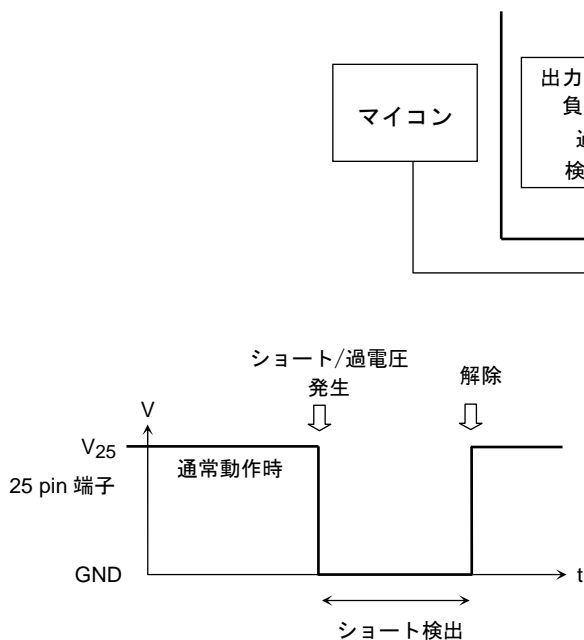 マイコン
出力
負
検
ショート/過電圧
発生
解除
V
V25
通常動作時
25 pin 端子
GND
t
ショート検出